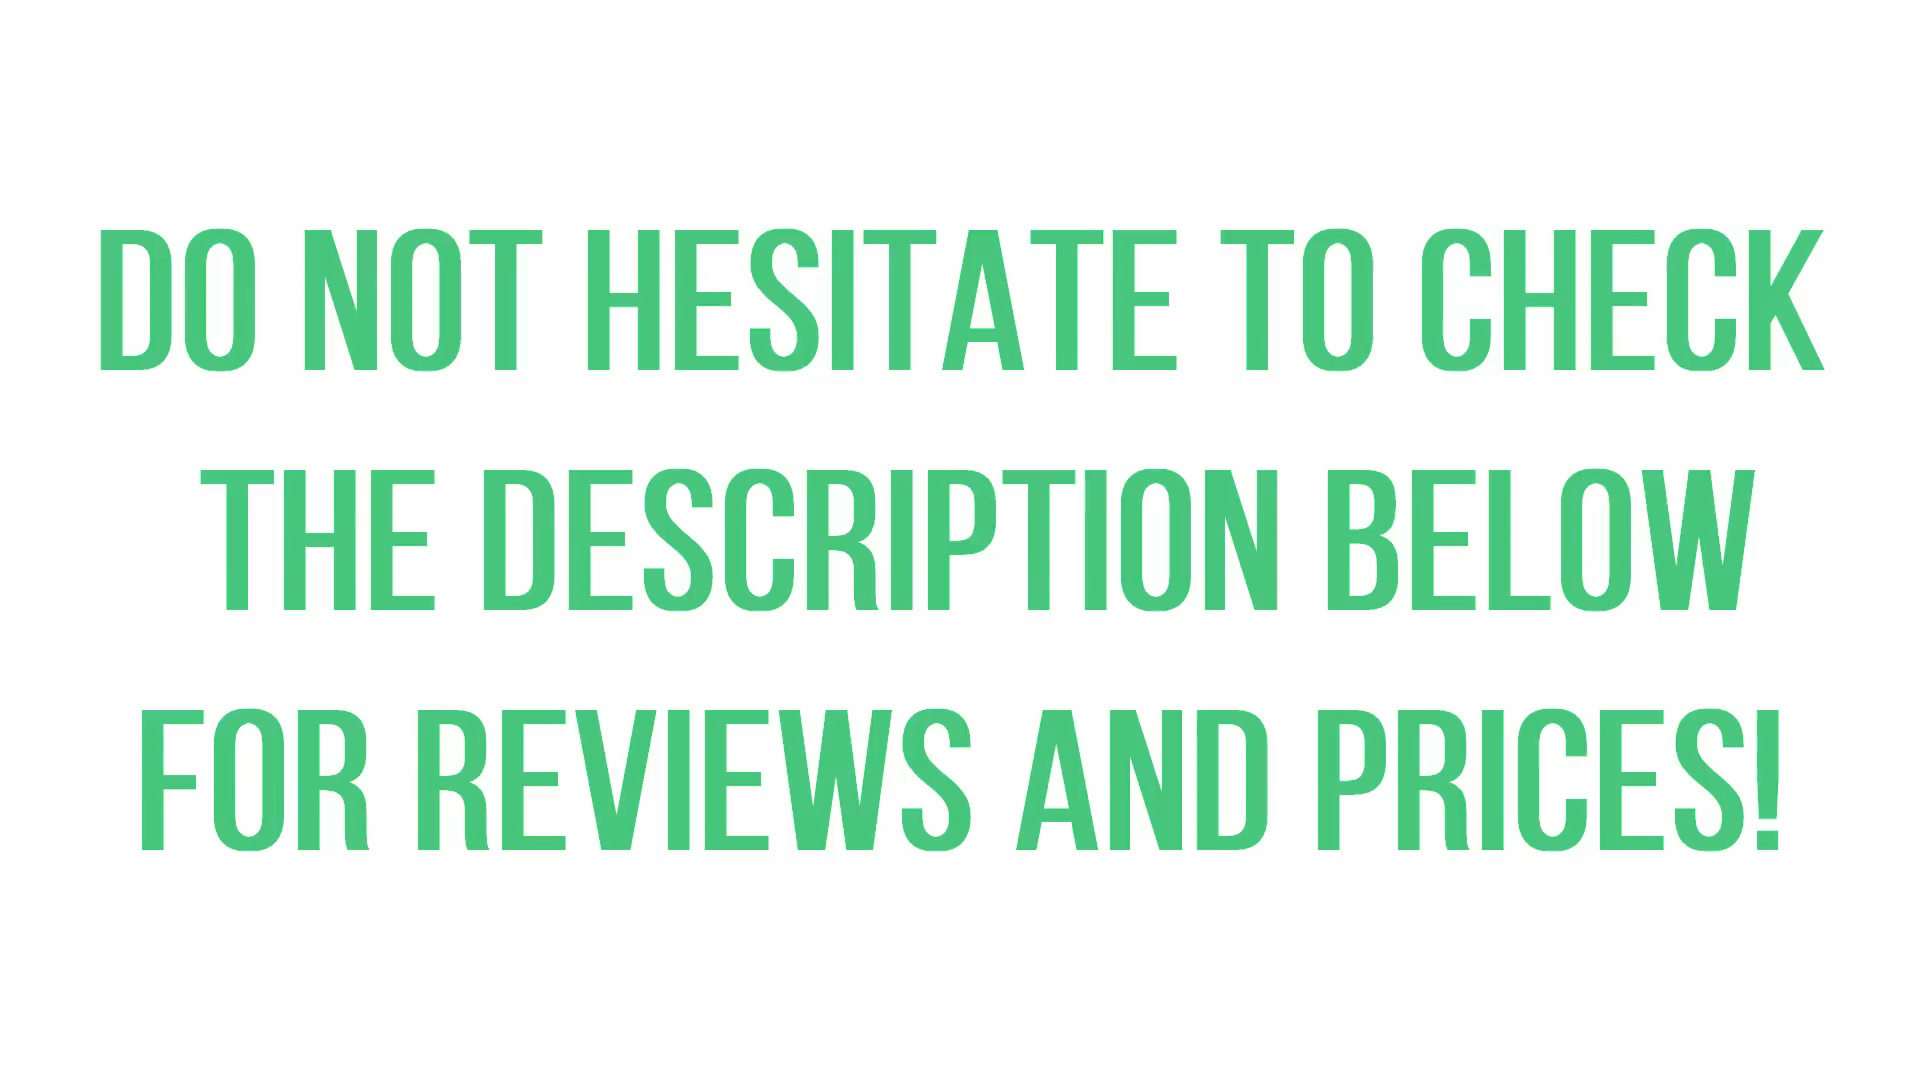 DO NOT HESITATE TO CHECK
THE DESCRIPTION BELOW
FOR REVIEWS AND PRICES!